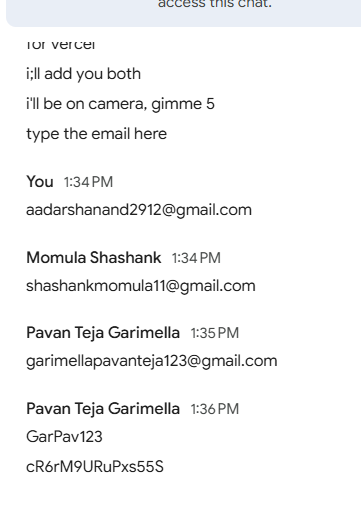 access this chat.
for vercel
i;ll add you both
i'll be on camera, gimme 5
type the email here
You 1:34 PM
aadarshanand2912@gmail.com
Momula Shashank 1:34 PM
shashankmomula11@gmail.com
Pavan Teja Garimella 1:35 PM
garimellapavanteja123@gmail.com
Pavan Teja Garimella 1:36 PM
GarPav123
cR6rM9URuPxs55S